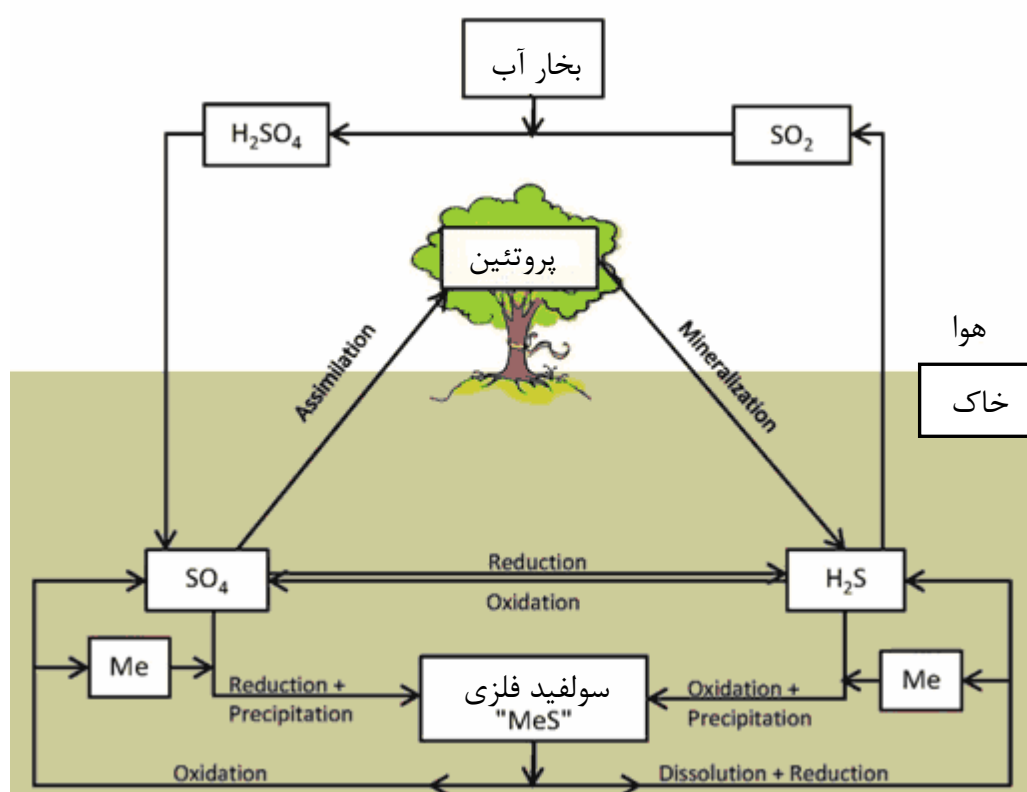 بخار آب
H₂SO₄
SO₂
پروتئین
Assimilation
Mineralization
هوا
خاک
SO₄
Reduction
Oxidation
H₂S
Me
Reduction +
Precipitation
سولفید فلزی
"MeS"
Oxidation +
Precipitation
Me
Oxidation
Dissolution + Reduction